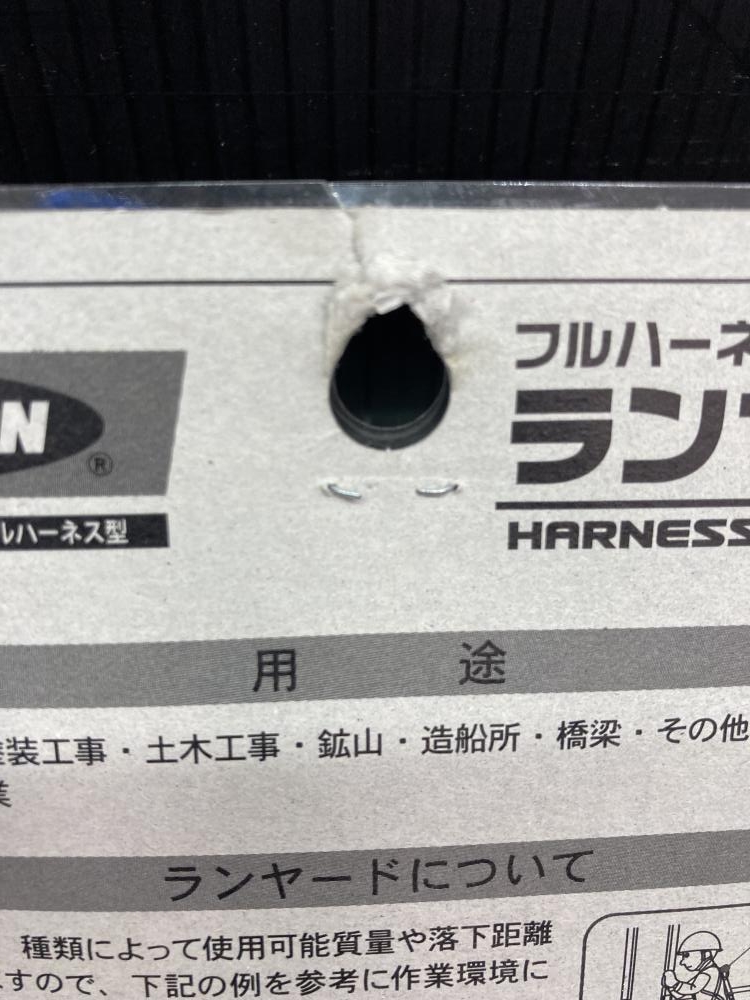 フルハーネ
ラン
N
®
HARNESS
ルハーネス型
用途
装工事・土木工事・鉱山・造船所・橋梁・その他
業
ランヤードについて
種類によって使用可能質量や落下距離
すので、下記の例を参考に作業環境に